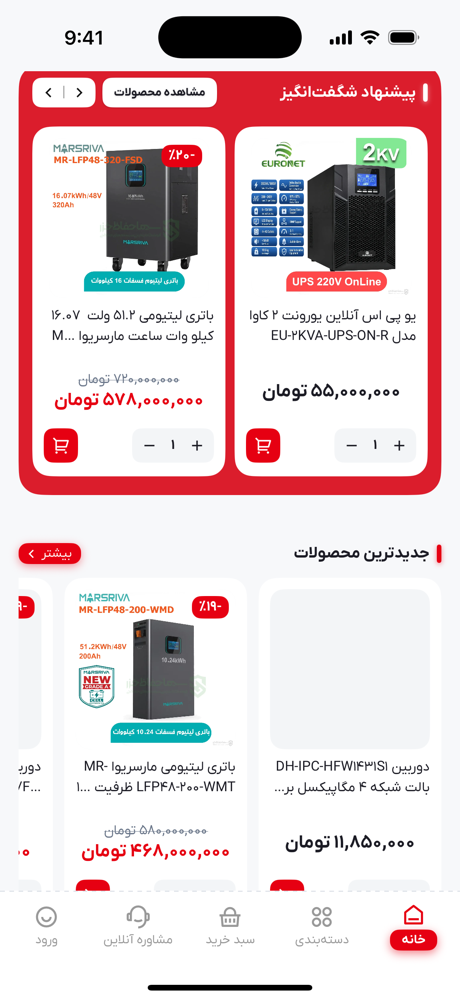 9:41
پیشنهاد شگفت‌انگیز
مشاهده محصولات
EURONET
2KV
UPS 220V OnLine
یو پی اس آنلاین یورونت ۲ کاوا
مدل EU-۲KVA-UPS-ON-R
۵۵,۰۰۰,۰۰۰ تومان
۱
MARSRIVA
MR-LFP48-320-FSD
٪۲۰-
16.07kWh/48V
320Ah
MARSRIVA
باتری لیتیوم فسفات 16 کیلووات
باتری لیتیومی ۵۱.۲ ولت ۱۶.۰۷
کیلو وات ساعت مارسریوا M...
۷۲۰,۰۰۰,۰۰۰ تومان
۵۷۸,۰۰۰,۰۰۰ تومان
۱
جدیدترین محصولات
بیشتر
دوربین DH-IPC-HFW۱۴۳۱S۱
بالت شبکه ۴ مگاپیکسل بر...
۱۱,۸۵۰,۰۰۰ تومان
MARSRIVA
MR-LFP48-200-WMD
٪۱۹-
51.2KWh/48V
200Ah
10.24kWh
MARSRIVA
NEW
GRADE A
CELL
باتری لیتیوم فسفات 10.24 کیلووات
باتری لیتیومی مارسریوا MR-
LFP۴۸-۲۰۰-WMT ظرفیت ۱...
۵۸۰,۰۰۰,۰۰۰ تومان
۴۶۸,۰۰۰,۰۰۰ تومان
خانه
دسته‌بندی
سبد خرید
مشاوره آنلاین
ورود